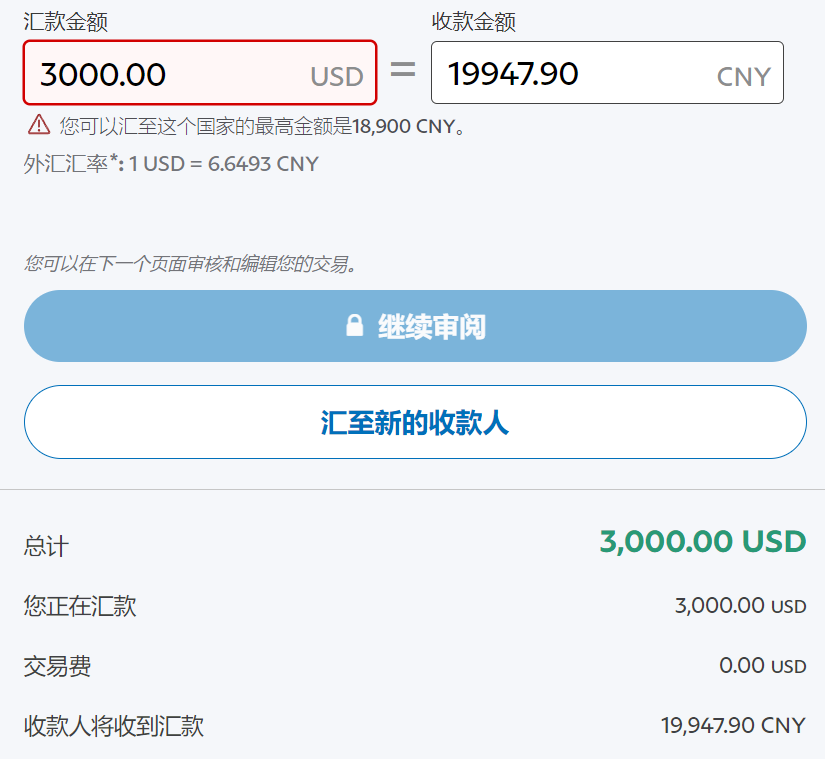 汇款金额 收款金额
3000.00 USD = 19947.90 CNY
您可以汇至这个国家的最高金额是18,900 CNY。
外汇汇率*: 1 USD = 6.6493 CNY
您可以在下一个页面审核和编辑您的交易。
继续审阅
汇至新的收款人
总计 3,000.00 USD
您正在汇款 3,000.00 USD
交易费 0.00 USD
收款人将收到汇款 19,947.90 CNY